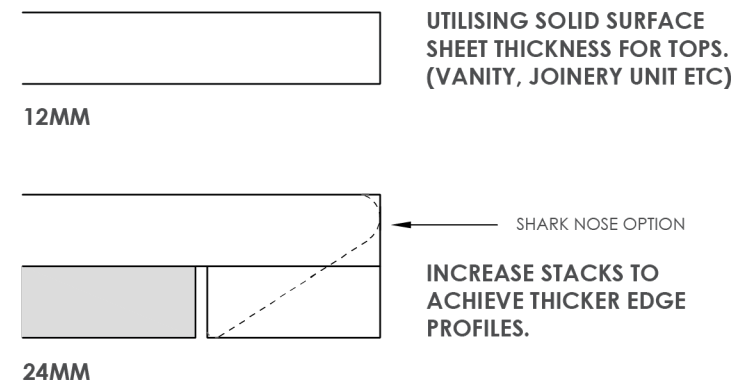 UTILISING SOLID SURFACE
SHEET THICKNESS FOR TOPS.
(VANITY, JOINERY UNIT ETC)
12MM
SHARK NOSE OPTION
INCREASE STACKS TO
ACHIEVE THICKER EDGE
PROFILES.
24MM